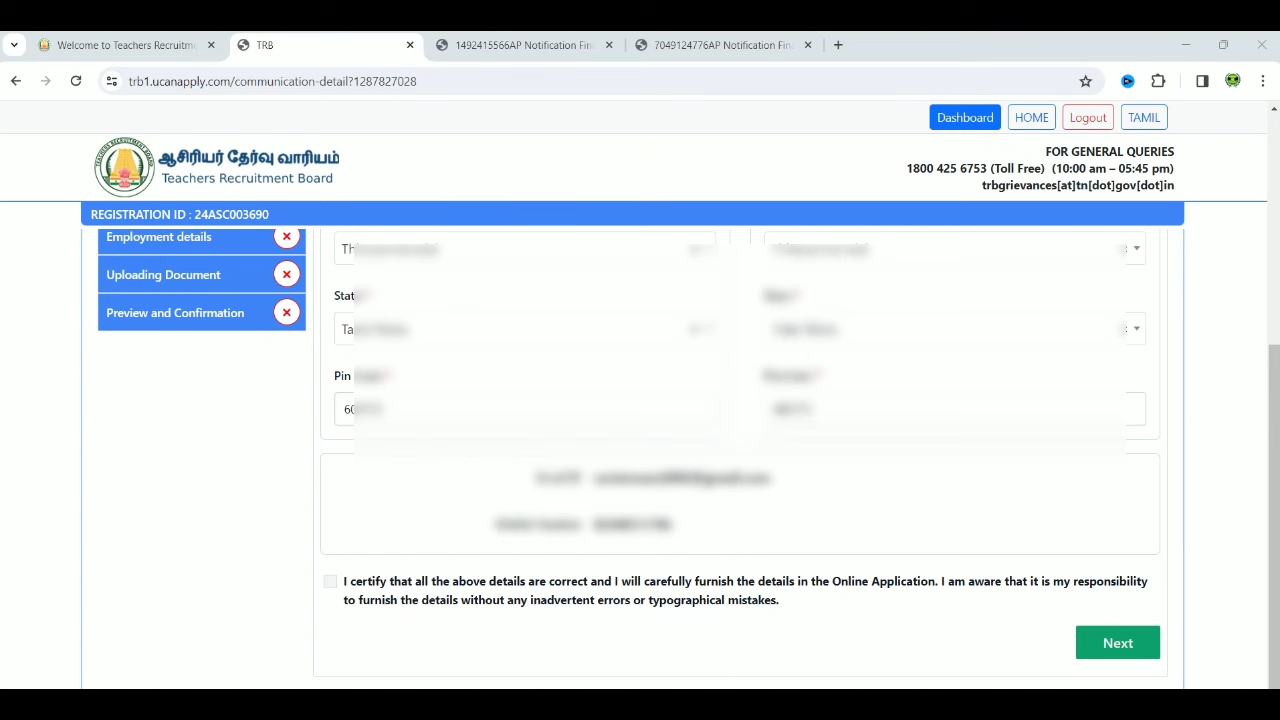 Welcome to Teachers Recruitm
TRB
1492415566AP Notification Fin
7049124776AP Notification Fin
trb1.ucanapply.com/communication-detail?1287827028
Dashboard
HOME
Logout
TAMIL
ஆசிரியர் தேர்வு வாரியம்
Teachers Recruitment Board
FOR GENERAL QUERIES
1800 425 6753 (Toll Free) (10:00 am – 05:45 pm)
trbgrievances[at]tn[dot]gov[dot]in
REGISTRATION ID : 24ASC003690
Employment details
Uploading Document
Preview and Confirmation
Pin
I certify that all the above details are correct and I will carefully furnish the details in the Online Application. I am aware that it is my responsibility
to furnish the details without any inadvertent errors or typographical mistakes.
Next